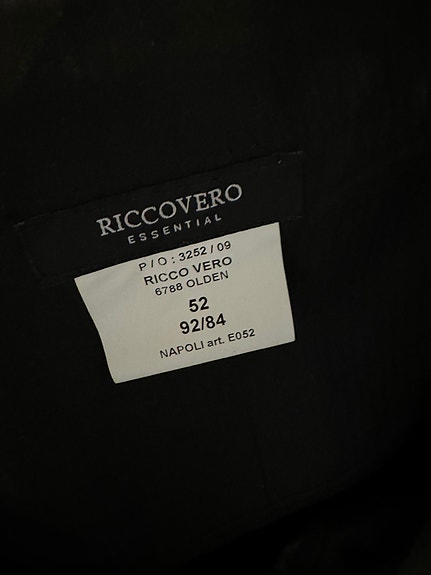 RICCOVERO
ESSENTIAL
P / O : 3252 / 09
RICCO VERO
6788 OLDEN
52
92/84
NAPOLI art. E052